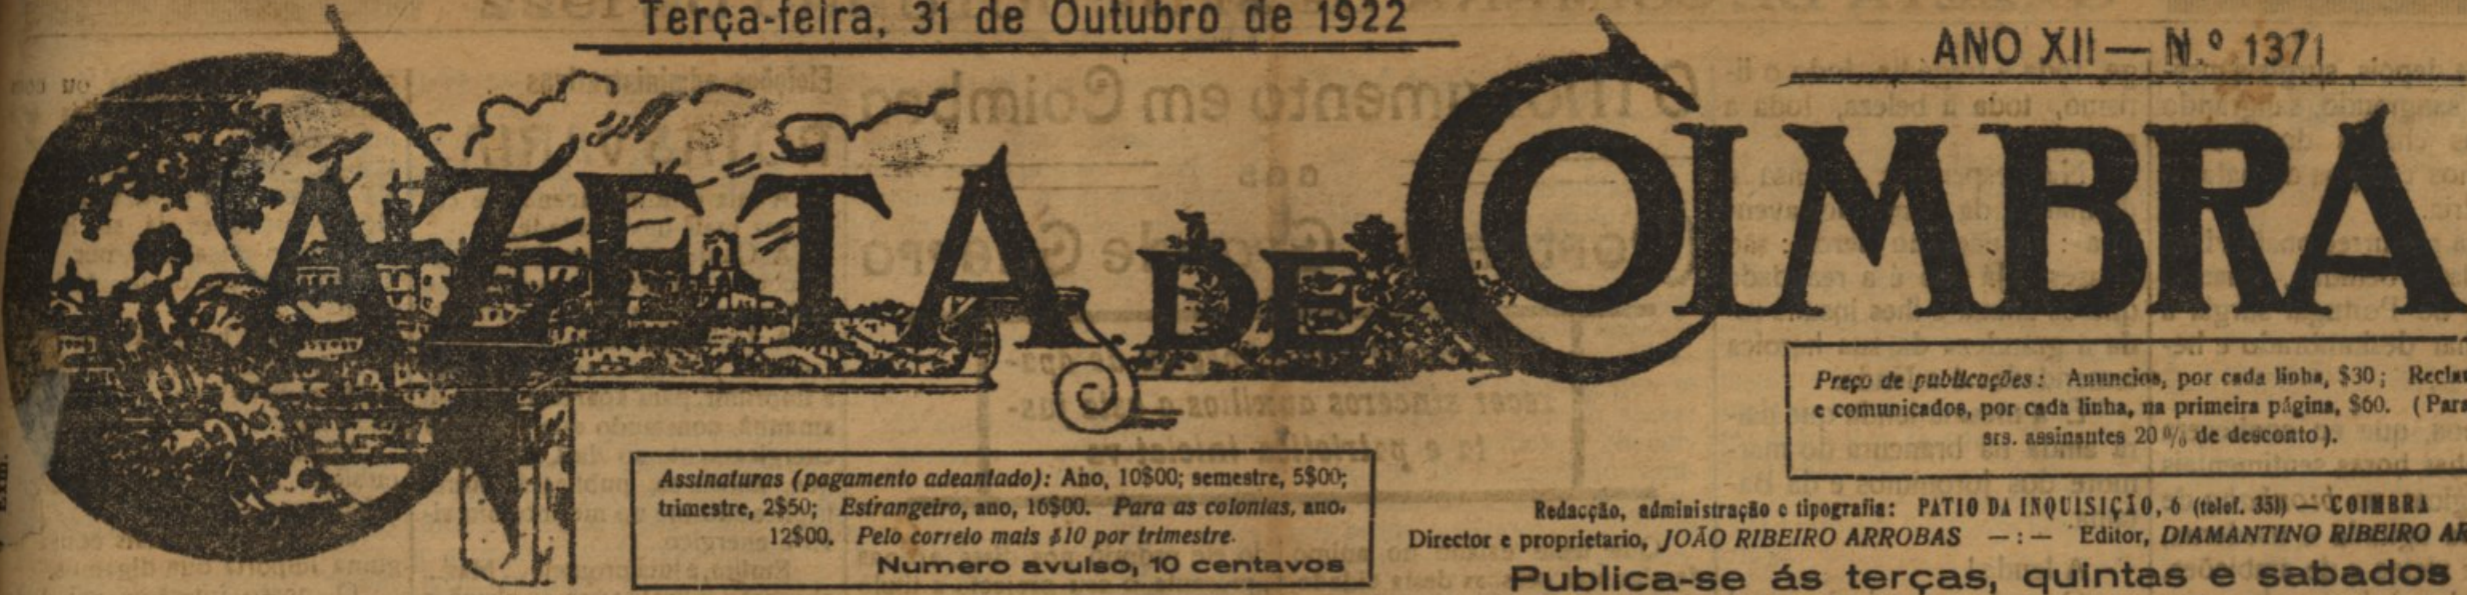 Terça-feira, 31 de Outubro de 1922
ANO XII — N.º 1371
GAZETA DE COIMBRA
Preço de publicações: Anuncios, por cada linha, $30;
e comunicados, por cada linha, na primeira página, $60.
srs. assinantes 20 % de desconto).
Assinaturas (pagamento adeantado): Ano, 10$00; semestre, 5$00;
trimestre, 2$50; Estrangeiro, ano, 16$00. Para as colonias, ano,
12$00. Pelo correio mais $10 por trimestre.
Numero avulso, 10 centavos
Redacção, administração e tipografia: PATIO DA INQUISIÇÃO, 6 (telef. 351) — COIMBRA
Director e proprietario, JOÃO RIBEIRO ARROBAS — : — Editor, DIAMANTINO RIBEIRO
Publica-se ás terças, quintas e sabados